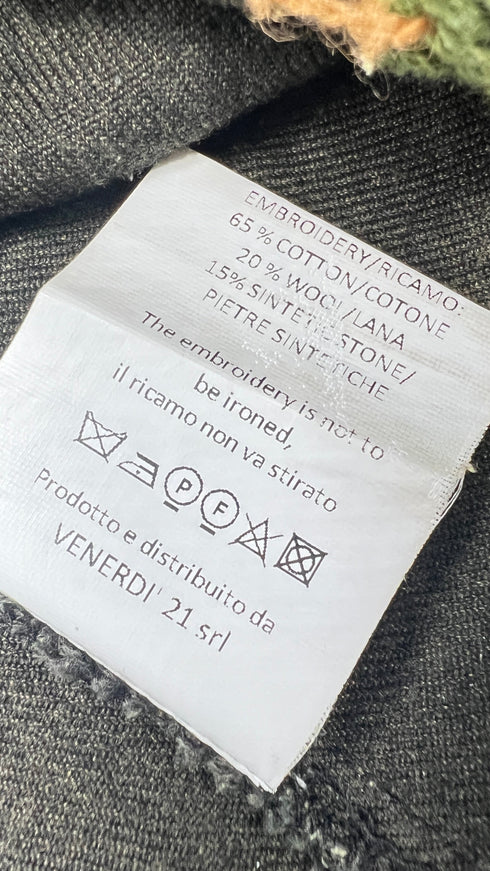 EMBROIDERY/RICAMO:
65 % COTTON/COTONE
20 % WOOL/LANA
15% SINTETIC STONE/
PIETRE SINTETICHE
The embroidery is not to
be ironed,
il ricamo non va stirato
P F
Prodotto e distribuito da
VENERDI' 21 srl